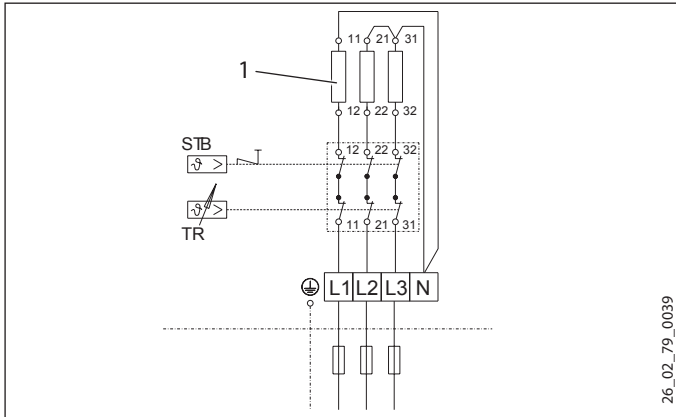 11 21 31
1
12 22 32
STB
12 22 32
ϑ >
ϑ >
TR
11 21 31
L1 L2 L3 N
26_02_79_0039